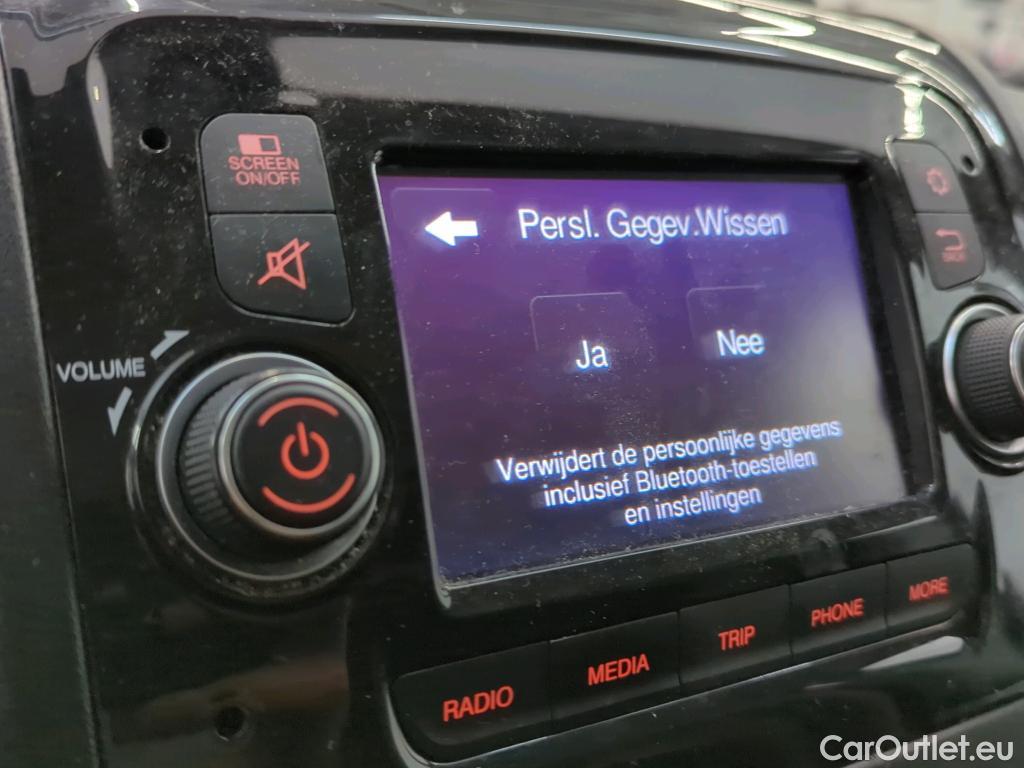 SCREEN
ON/OFF
VOLUME
Persl. Gegev.Wissen
Ja
Nee
Verwijdert de persoonlijke gegevens
inclusief Bluetooth-toestellen
en instellingen
BACK
RADIO
MEDIA
TRIP
PHONE
MORE
CarOutlet.eu